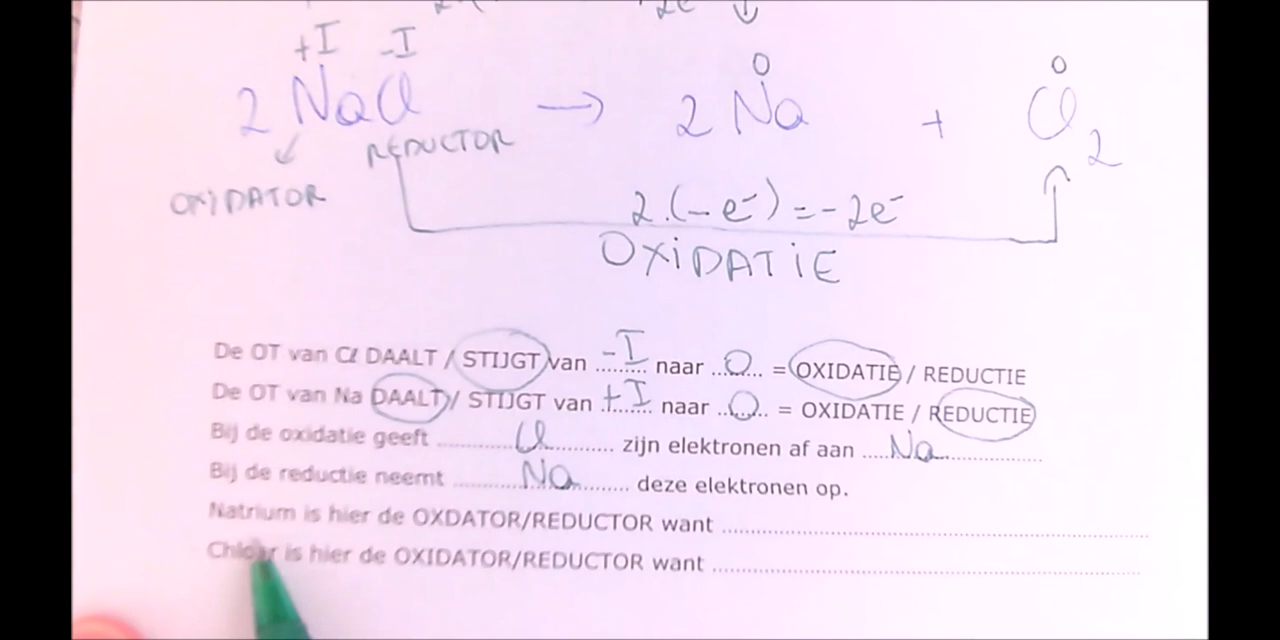 2e
+I -I 0 0
2 NaCl → 2 Na + Cl2
REDUCTOR
OXIDATOR
2.(-e-) = -2e-
OXIDATIE
De OT van Cl DAALT / STIJGT van -I naar 0 = OXIDATIE / REDUCTIE
De OT van Na DAALT / STIJGT van +I naar 0 = OXIDATIE / REDUCTIE
Bij de oxidatie geeft Cl zijn elektronen af aan Na
Bij de reductie neemt Na deze elektronen op.
Natrium is hier de OXDATOR/REDUCTOR want
Chloor is hier de OXIDATOR/REDUCTOR want